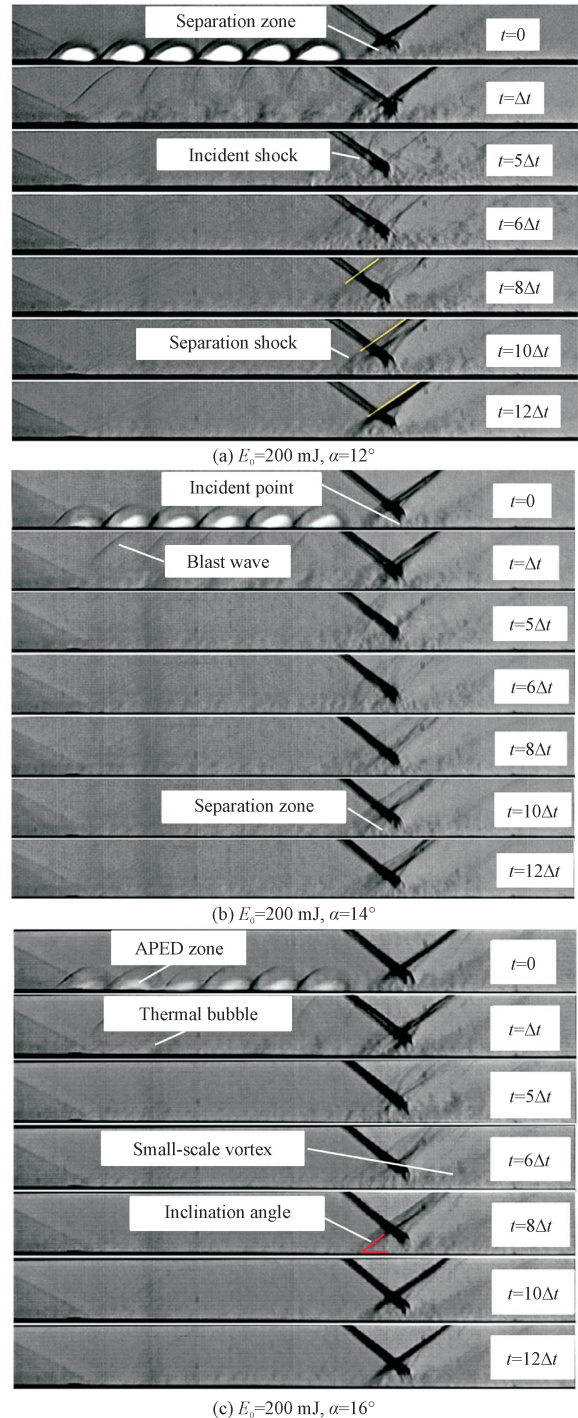 Separation zone
t=0
t=Δt
Incident shock
t=5Δt
t=6Δt
t=8Δt
Separation shock
t=10Δt
t=12Δt
(a) E₀=200 mJ, α=12°
Incident point
t=0
Blast wave
t=Δt
t=5Δt
t=6Δt
t=8Δt
Separation zone
t=10Δt
t=12Δt
(b) E₀=200 mJ, α=14°
APED zone
t=0
Thermal bubble
t=Δt
t=5Δt
Small-scale vortex
t=6Δt
Inclination angle
t=8Δt
t=10Δt
t=12Δt
(c) E₀=200 mJ, α=16°